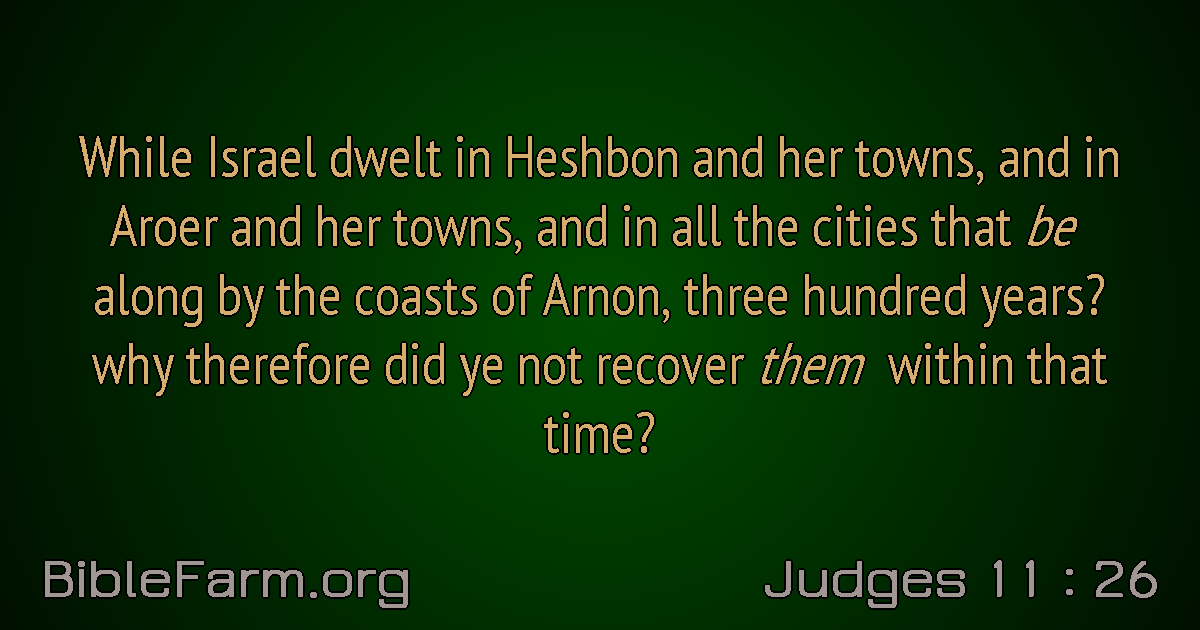 While Israel dwelt in Heshbon and her towns, and in
Aroer and her towns, and in all the cities that be
along by the coasts of Arnon, three hundred years?
why therefore did ye not recover them within that
time?
BibleFarm.org
Judges 11 : 26